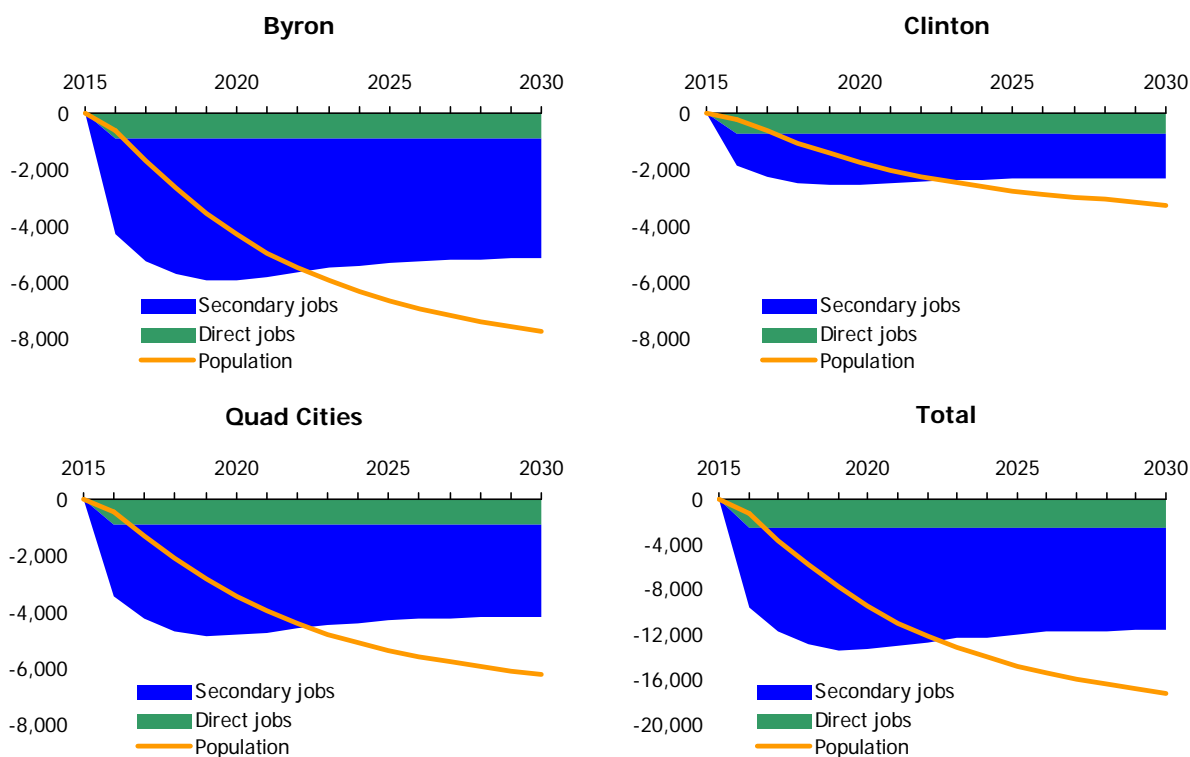 Byron
2015 2020 2025 2030
0
-2,000
-4,000
-6,000
-8,000
Secondary jobs
Direct jobs
Population
Clinton
2015 2020 2025 2030
0
-2,000
-4,000
-6,000
-8,000
Secondary jobs
Direct jobs
Population
Quad Cities
2015 2020 2025 2030
0
-2,000
-4,000
-6,000
-8,000
Secondary jobs
Direct jobs
Population
Total
2015 2020 2025 2030
0
-4,000
-8,000
-12,000
-16,000
-20,000
Secondary jobs
Direct jobs
Population